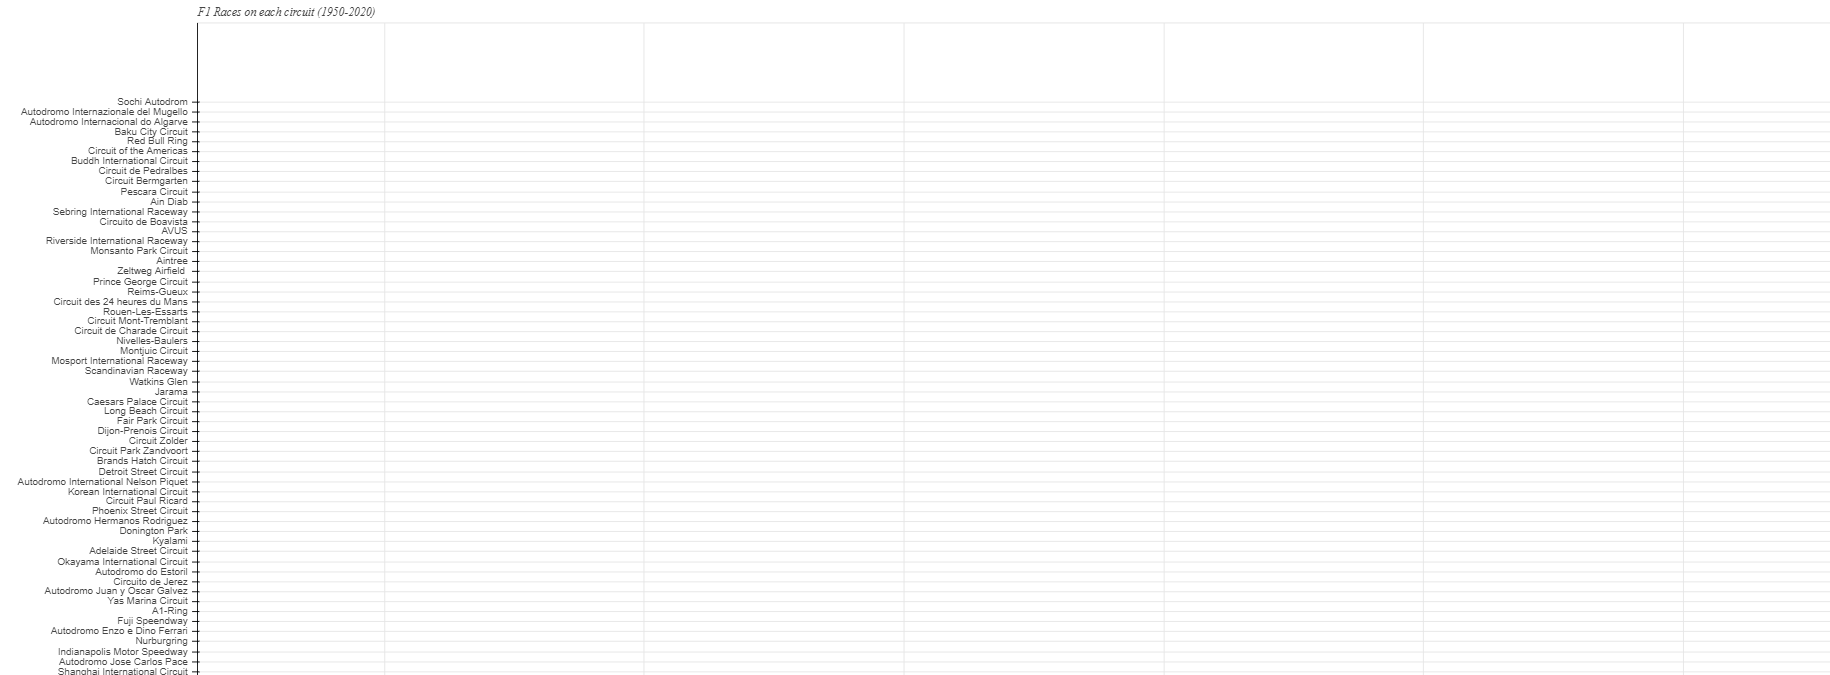 F1 Races on each circuit (1950-2020)
Sochi Autodrom
Autodromo Internazionale del Mugello
Autodromo Internacional do Algarve
Baku City Circuit
Red Bull Ring
Circuit of the Americas
Buddh International Circuit
Circuit de Pedralbes
Circuit Bermgarten
Pescara Circuit
Ain Diab
Sebring International Raceway
Circuito de Boavista
AVUS
Riverside International Raceway
Monsanto Park Circuit
Aintree
Zeltweg Airfield
Prince George Circuit
Reims-Gueux
Circuit des 24 heures du Mans
Rouen-Les-Essarts
Circuit Mont-Tremblant
Circuit de Charade Circuit
Nivelles-Baulers
Montjuic Circuit
Mosport International Raceway
Scandinavian Raceway
Watkins Glen
Jarama
Caesars Palace Circuit
Long Beach Circuit
Fair Park Circuit
Dijon-Prenois Circuit
Circuit Zolder
Circuit Park Zandvoort
Brands Hatch Circuit
Detroit Street Circuit
Autodromo International Nelson Piquet
Korean International Circuit
Circuit Paul Ricard
Phoenix Street Circuit
Autodromo Hermanos Rodriguez
Donington Park
Kyalami
Adelaide Street Circuit
Okayama International Circuit
Autodromo do Estoril
Circuito de Jerez
Autodromo Juan y Oscar Galvez
Yas Marina Circuit
A1-Ring
Fuji Speendway
Autodromo Enzo e Dino Ferrari
Nurburgring
Indianapolis Motor Speedway
Autodromo Jose Carlos Pace
Shanghai International Circuit